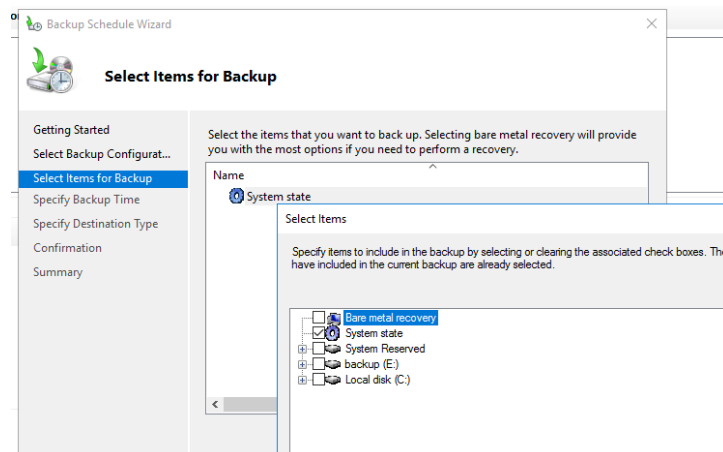 Backup Schedule Wizard
Select Items for Backup
Getting Started
Select Backup Configurat...
Select Items for Backup
Specify Backup Time
Specify Destination Type
Confirmation
Summary
Select the items that you want to back up. Selecting bare metal recovery will provide
you with the most options if you need to perform a recovery.
Name
System state
Select Items
Specify items to include in the backup by selecting or clearing the associated check boxes. The
have included in the current backup are already selected.
Bare metal recovery
System state
System Reserved
backup (E:)
Local disk (C:)